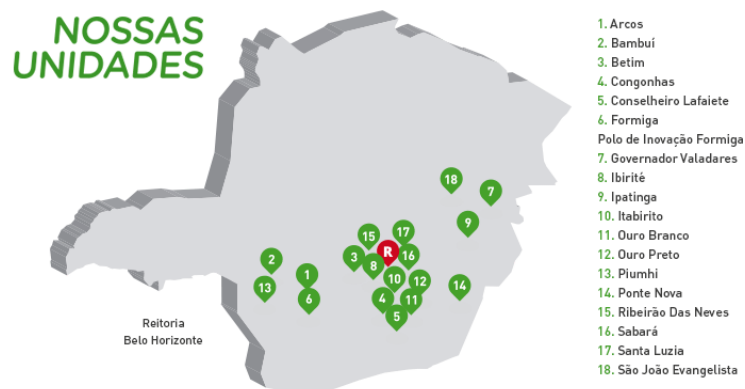 NOSSAS
UNIDADES
18
7
9
15
17
R
16
3
8
2
1
13
6
10
12
14
4
11
5
Reitoria
Belo Horizonte
1. Arcos
2. Bambuí
3. Betim
4. Congonhas
5. Conselheiro Lafaiete
6. Formiga
Polo de Inovação Formiga
7. Governador Valadares
8. Ibirité
9. Ipatinga
10. Itabirito
11. Ouro Branco
12. Ouro Preto
13. Piumhi
14. Ponte Nova
15. Ribeirão Das Neves
16. Sabará
17. Santa Luzia
18. São João Evangelista